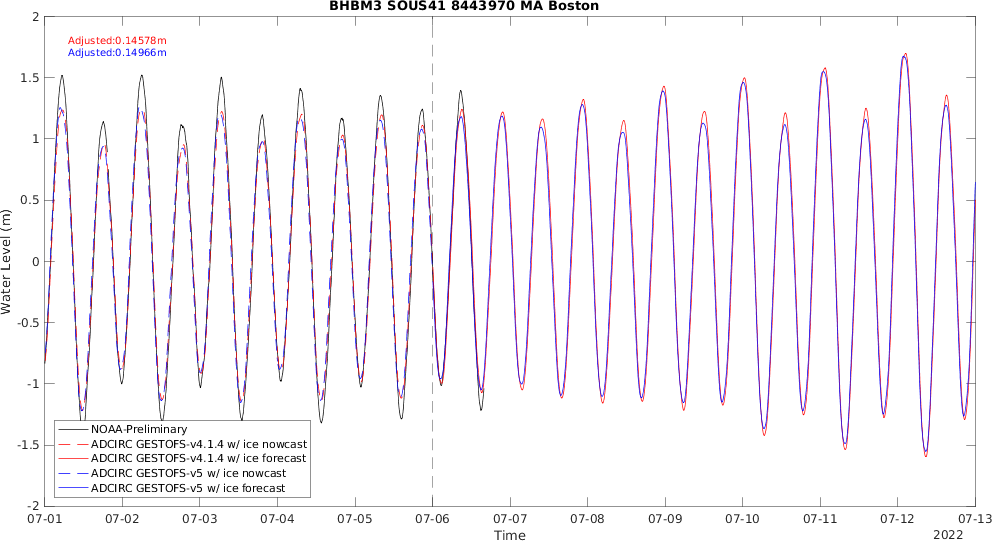 BHBM3 SOUS41 8443970 MA Boston
Adjusted:0.14578m
Adjusted:0.14966m
2
1.5
1
0.5
0
-0.5
-1
-1.5
-2
Water Level (m)
NOAA-Preliminary
ADCIRC GESTOFS-v4.1.4 w/ ice nowcast
ADCIRC GESTOFS-v4.1.4 w/ ice forecast
ADCIRC GESTOFS-v5 w/ ice nowcast
ADCIRC GESTOFS-v5 w/ ice forecast
07-01 07-02 07-03 07-04 07-05 07-06 07-07 07-08 07-09 07-10 07-11 07-12 07-13
Time
2022